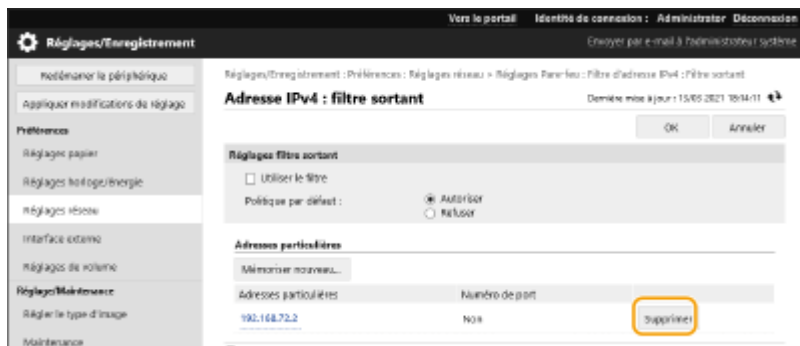 Vers le portail Identité de connexion : Administrator Déconnexion
Réglages/Enregistrement Envoyer par e-mail à l'administrateur système
Redémarrer le périphérique
Appliquer modifications de réglage
Préférences
Réglages papier
Réglages horloge/énergie
Réglages réseau
Interface externe
Réglages de volume
Réglage/Maintenance
Régler le type d'image
Maintenance
Réglages/Enregistrement : Préférences : Réglages réseau > Réglages Pare-feu : Filtre d'adresse IPv4 : Filtre sortant
Adresse IPv4 : filtre sortant Dernière mise à jour : 15/03 2021 18:14:11
OK Annuler
Réglages filtre sortant
Utiliser le filtre
Politique par défaut : Autoriser
Refuser
Adresses particulières
Mémoriser nouveau...
Adresses particulières Numéro de port
192.168.72.2 Non Supprimer